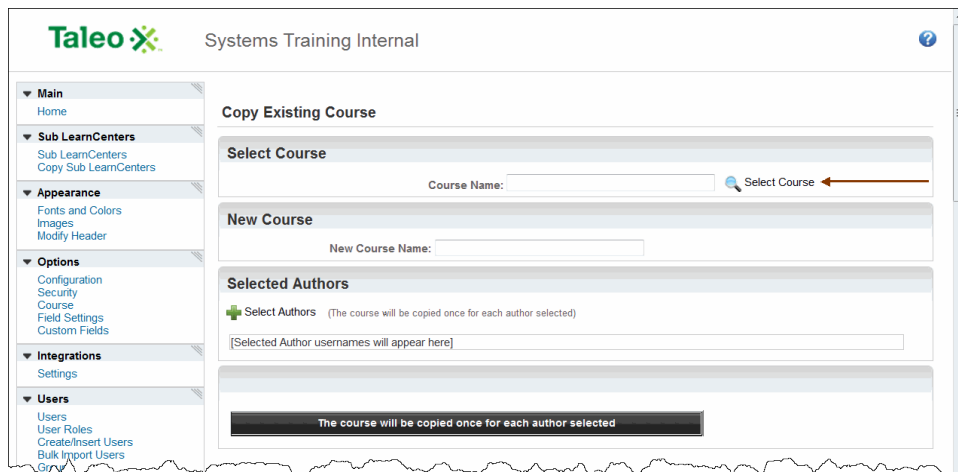 Taleo
Systems Training Internal
Main
Home
Sub LearnCenters
Sub LearnCenters
Copy Sub LearnCenters
Appearance
Fonts and Colors
Images
Modify Header
Options
Configuration
Security
Course
Field Settings
Custom Fields
Integrations
Settings
Users
Users
User Roles
Create/Insert Users
Bulk Import Users
Copy Existing Course
Select Course
Course Name:
Select Course
New Course
New Course Name:
Selected Authors
Select Authors (The course will be copied once for each author selected)
[Selected Author usernames will appear here]
The course will be copied once for each author selected